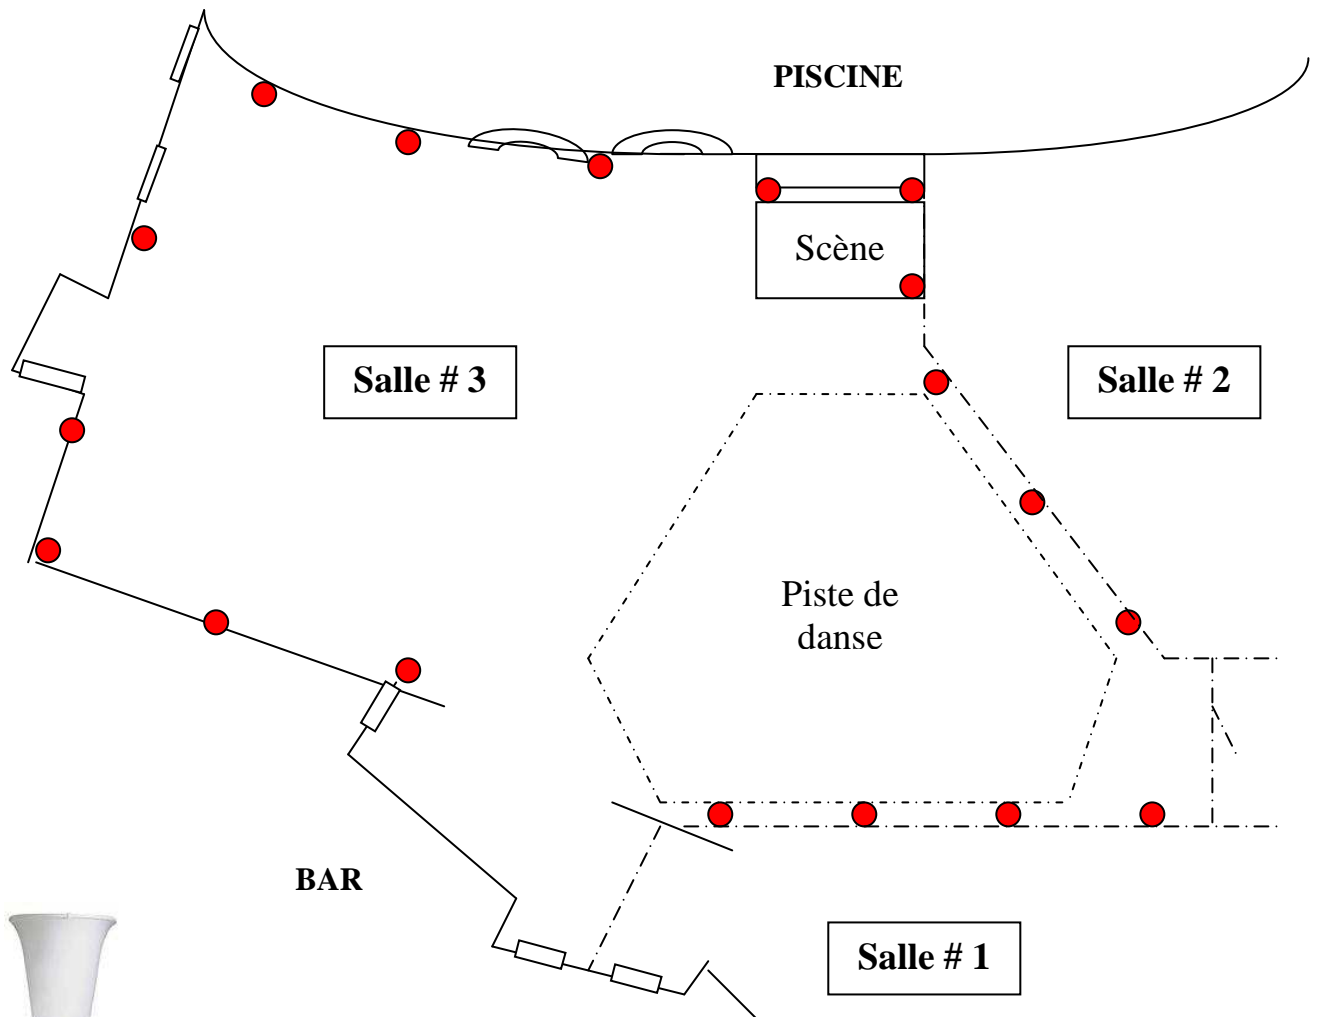 PISCINE
Scène
Salle # 3
Salle # 2
Piste de
danse
BAR
Salle # 1